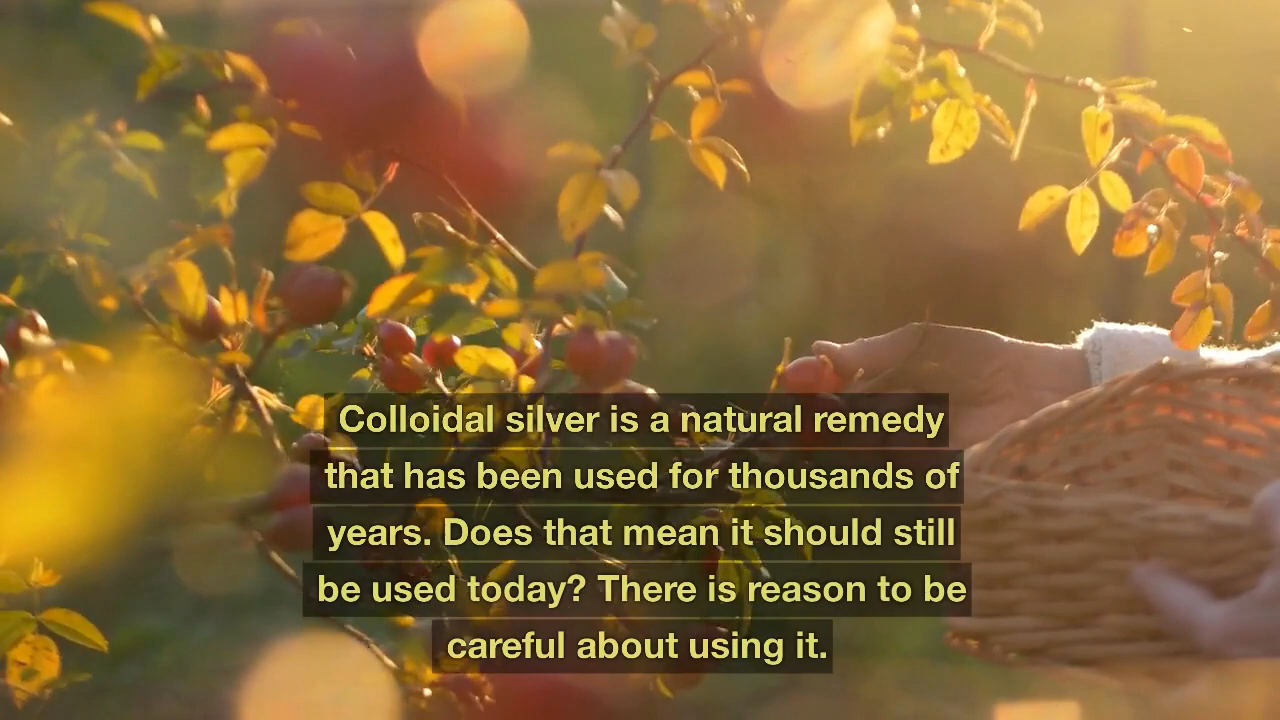 Colloidal silver is a natural remedy
that has been used for thousands of
years. Does that mean it should still
be used today? There is reason to be
careful about using it.